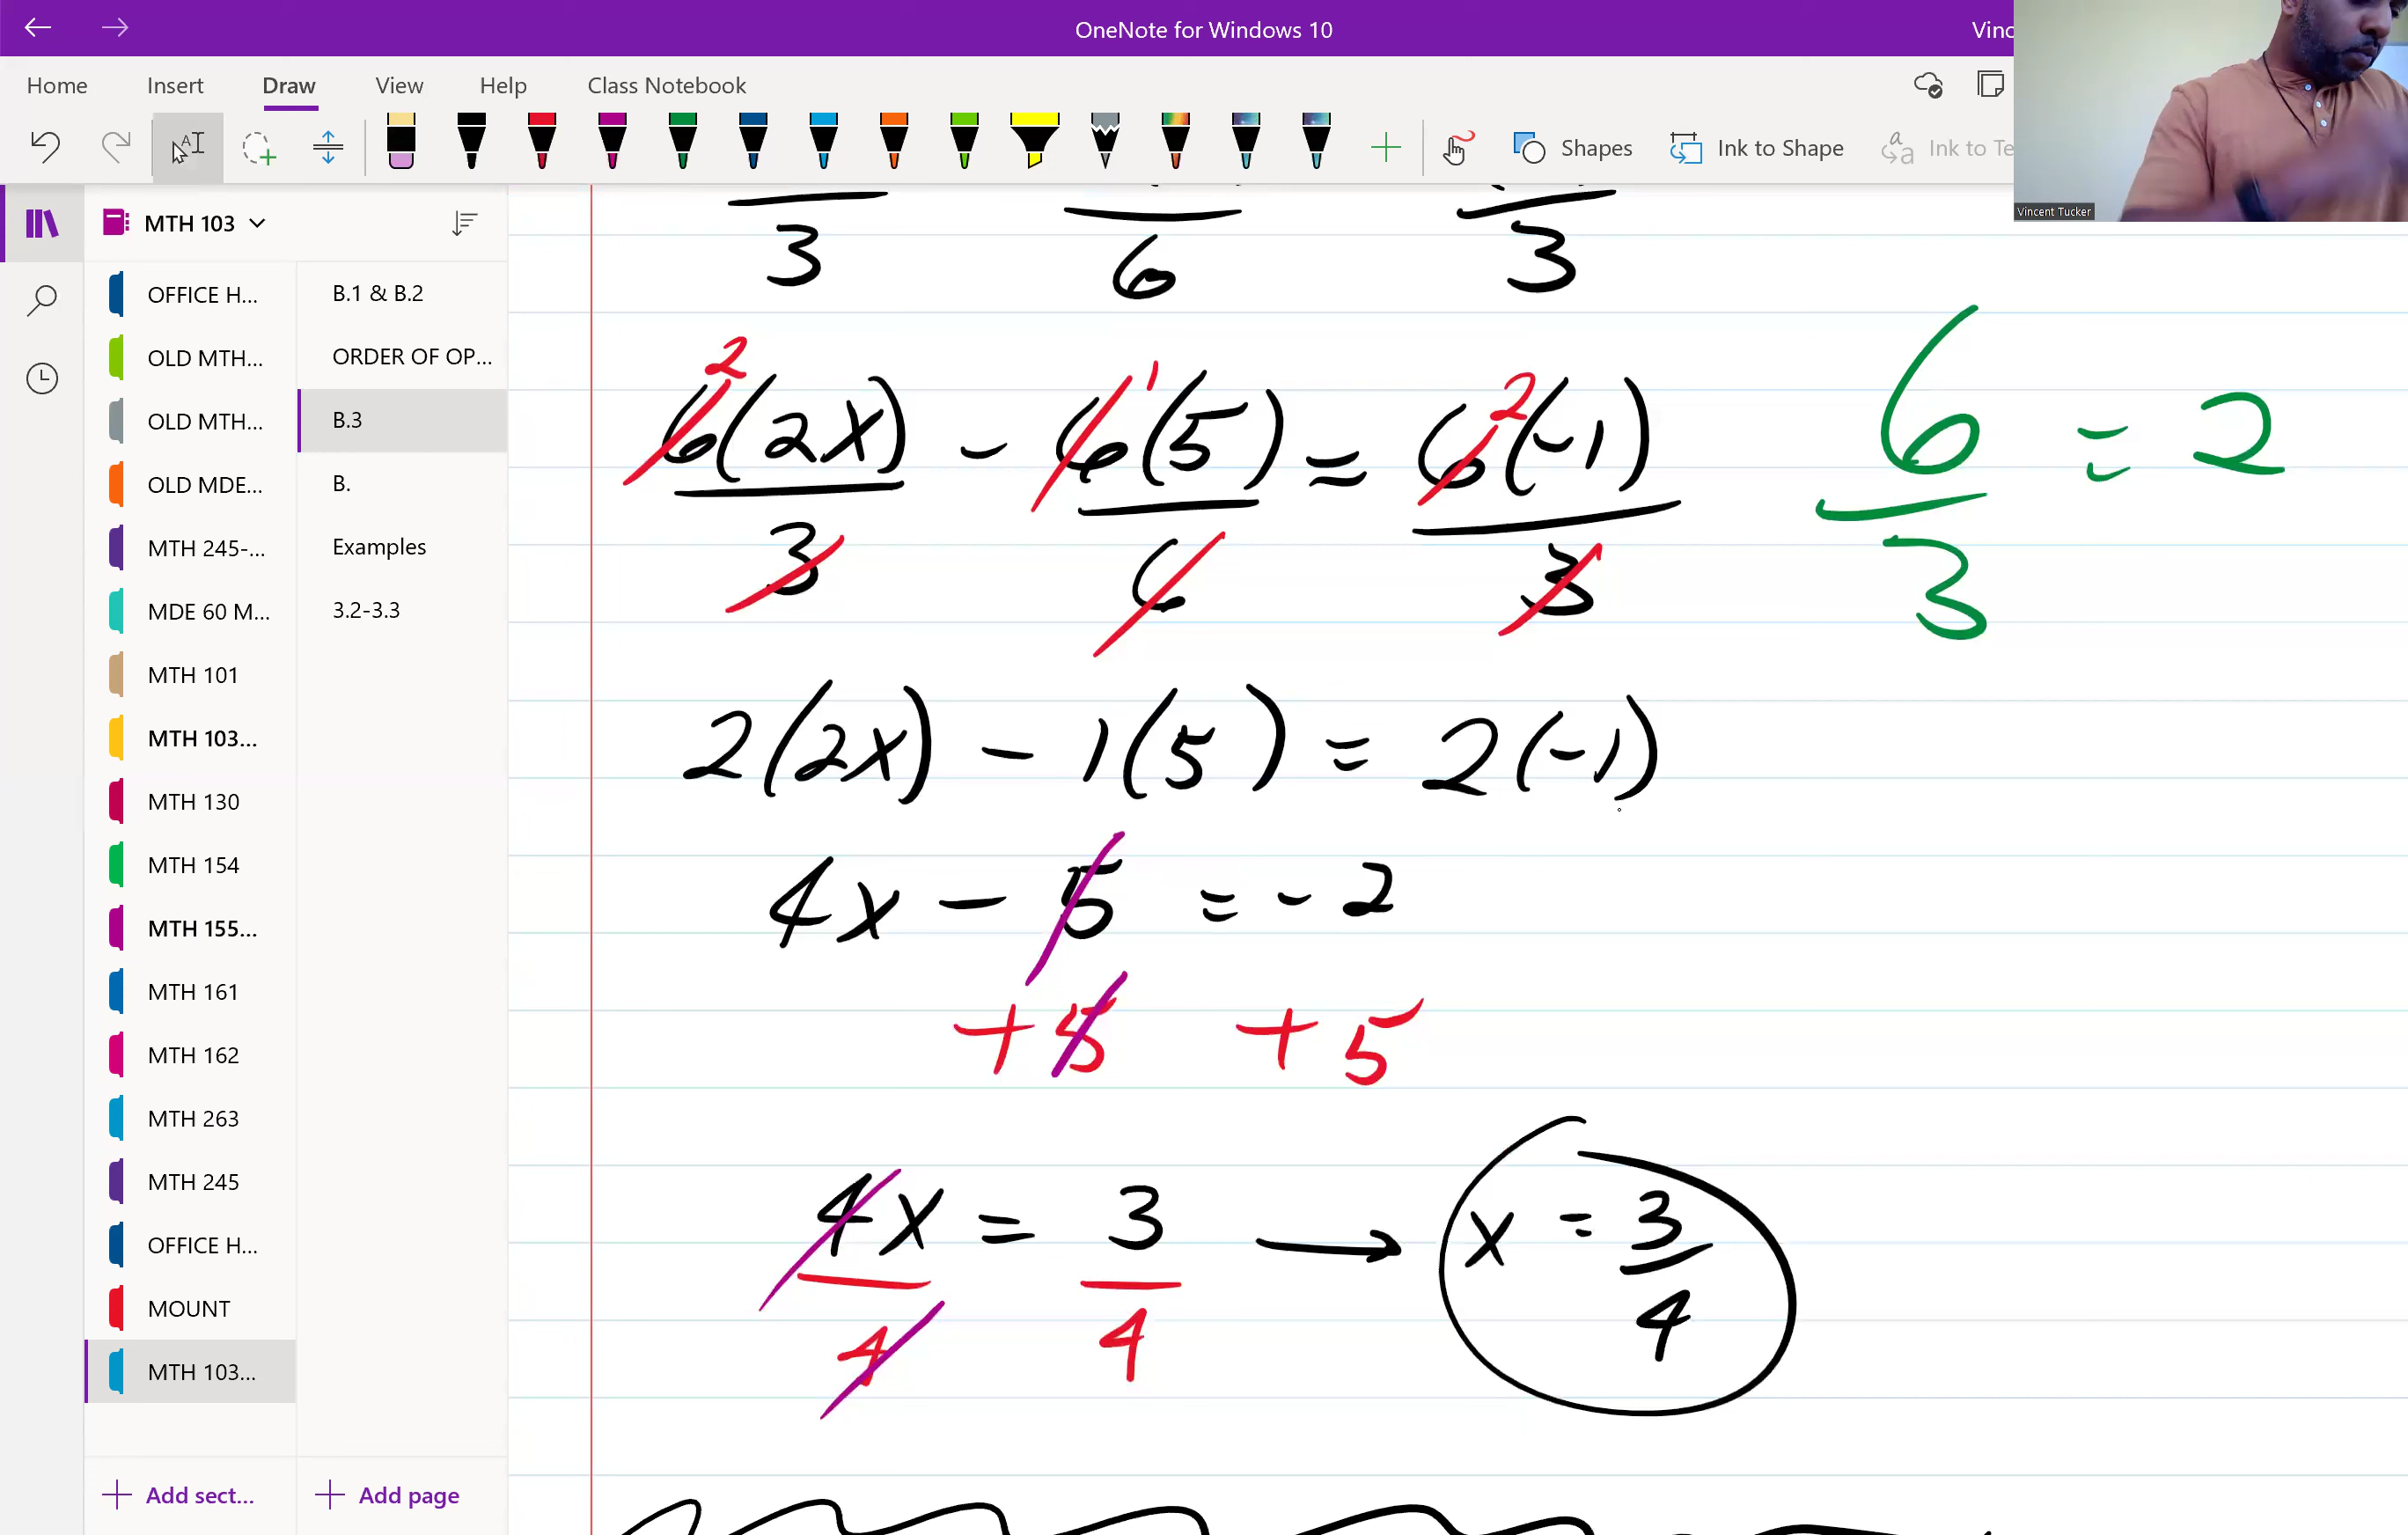 OneNote for Windows 10
Vinc
Home Insert Draw View Help Class Notebook
Shapes Ink to Shape Ink to Te
Vincent Tucker
MTH 103
OFFICE H...
OLD MTH...
OLD MTH...
OLD MDE...
MTH 245-...
MDE 60 M...
MTH 101
MTH 103...
MTH 130
MTH 154
MTH 155...
MTH 161
MTH 162
MTH 263
MTH 245
OFFICE H...
MOUNT
MTH 103...
Add sect...
B.1 & B.2
ORDER OF OP...
B.3
B.
Examples
3.2-3.3
Add page
3 6 3
2 1 2
6(2x) - 6(5) = 6(-1)
3 6 3
6 = 2
3
2(2x) - 1(5) = 2(-1)
4x - 5 = -2
+5 +5
4x = 3 → x = 3
4 4 4